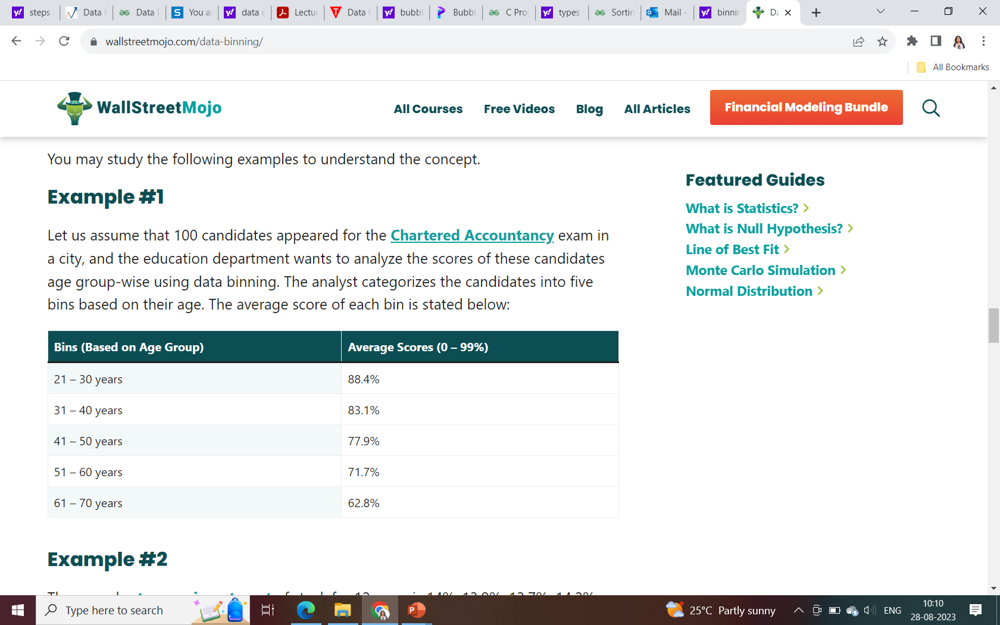 steps
Data
Data
You a
data
Lectu
Data
bubb
Bubb
C Pro
types
Sortin
Mail -
binni
Da
wallstreetmojo.com/data-binning/
All Bookmarks
WallStreetMojo
All Courses
Free Videos
Blog
All Articles
Financial Modeling Bundle
You may study the following examples to understand the concept.
Example #1
Let us assume that 100 candidates appeared for the Chartered Accountancy exam in
a city, and the education department wants to analyze the scores of these candidates
age group-wise using data binning. The analyst categorizes the candidates into five
bins based on their age. The average score of each bin is stated below:
Bins (Based on Age Group) Average Scores (0 – 99%)
21 – 30 years 88.4%
31 – 40 years 83.1%
41 – 50 years 77.9%
51 – 60 years 71.7%
61 – 70 years 62.8%
Example #2
Featured Guides
What is Statistics?
What is Null Hypothesis?
Line of Best Fit
Monte Carlo Simulation
Normal Distribution
Type here to search
25°C Partly sunny
ENG
10:10
28-08-2023